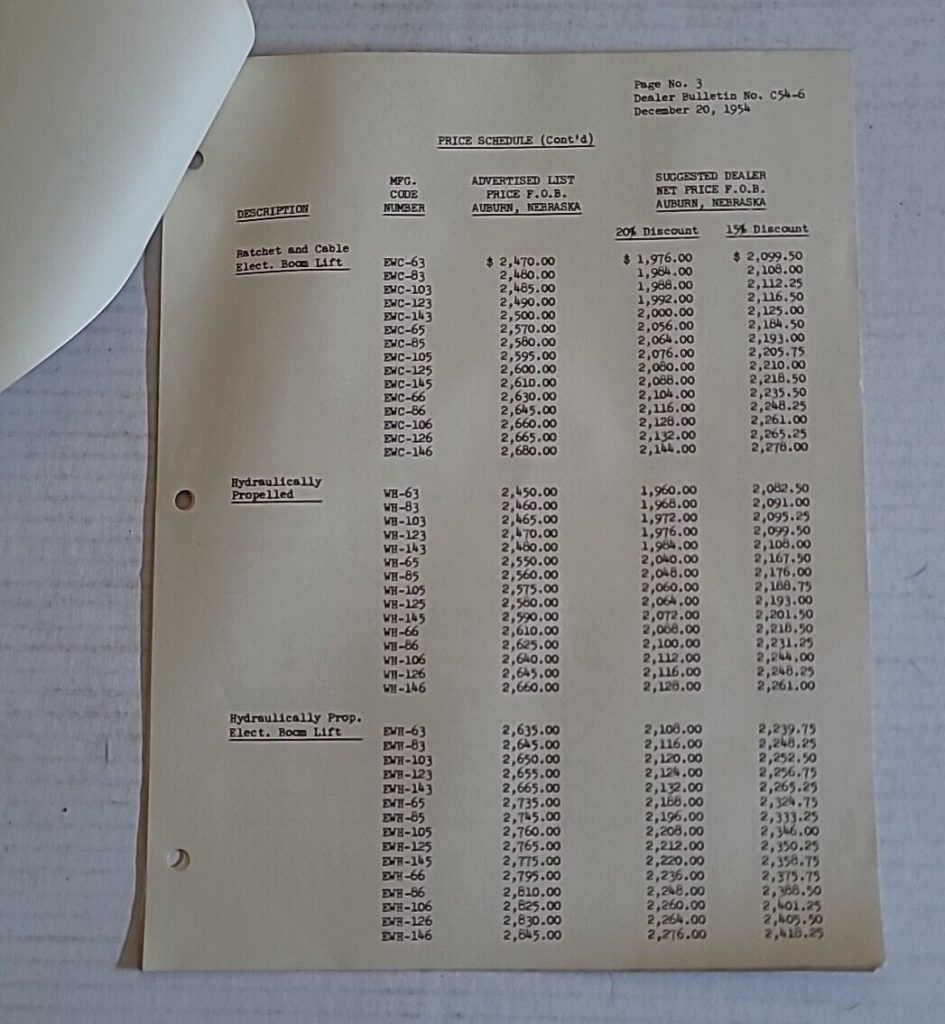 Page No. 3
Dealer Bulletin No. C54-6
December 20, 1954
PRICE SCHEDULE (Cont'd)
DESCRIPTION
MFG.
CODE
NUMBER
ADVERTISED LIST
PRICE F.O.B.
AUBURN, NEBRASKA
SUGGESTED DEALER
NET PRICE F.O.B.
AUBURN, NEBRASKA
20% Discount 15% Discount
Ratchet and Cable
Elect. Boom Lift
EWC-63 $ 2,470.00 $ 1,976.00 $ 2,099.50
EWC-83 2,480.00 1,984.00 2,108.00
EWC-103 2,485.00 1,988.00 2,112.25
EWC-123 2,490.00 1,992.00 2,116.50
EWC-143 2,500.00 2,000.00 2,125.00
EWC-65 2,570.00 2,056.00 2,184.50
EWC-85 2,580.00 2,064.00 2,193.00
EWC-105 2,595.00 2,076.00 2,205.75
EWC-125 2,600.00 2,080.00 2,210.00
EWC-145 2,610.00 2,088.00 2,218.50
EWC-66 2,630.00 2,104.00 2,235.50
EWC-86 2,645.00 2,116.00 2,248.25
EWC-106 2,660.00 2,128.00 2,261.00
EWC-126 2,665.00 2,132.00 2,265.25
EWC-146 2,680.00 2,144.00 2,278.00
Hydraulically
Propelled
WH-63 2,450.00 1,960.00 2,082.50
WH-83 2,460.00 1,968.00 2,091.00
WH-103 2,465.00 1,972.00 2,095.25
WH-123 2,470.00 1,976.00 2,099.50
WH-143 2,480.00 1,984.00 2,108.00
WH-65 2,550.00 2,040.00 2,167.50
WH-85 2,560.00 2,048.00 2,176.00
WH-105 2,575.00 2,060.00 2,188.75
WH-125 2,580.00 2,064.00 2,193.00
WH-145 2,590.00 2,072.00 2,201.50
WH-66 2,610.00 2,088.00 2,218.50
WH-86 2,625.00 2,100.00 2,231.25
WH-106 2,640.00 2,112.00 2,244.00
WH-126 2,645.00 2,116.00 2,248.25
WH-146 2,660.00 2,128.00 2,261.00
Hydraulically Prop.
Elect. Boom Lift
EWH-63 2,635.00 2,108.00 2,239.75
EWH-83 2,645.00 2,116.00 2,248.25
EWH-103 2,650.00 2,120.00 2,252.50
EWH-123 2,655.00 2,124.00 2,256.75
EWH-143 2,665.00 2,132.00 2,265.25
EWH-65 2,735.00 2,188.00 2,324.75
EWH-85 2,745.00 2,196.00 2,333.25
EWH-105 2,760.00 2,208.00 2,346.00
EWH-125 2,765.00 2,212.00 2,350.25
EWH-145 2,775.00 2,220.00 2,358.75
EWH-66 2,795.00 2,236.00 2,375.75
EWH-86 2,810.00 2,248.00 2,388.50
EWH-106 2,825.00 2,260.00 2,401.25
EWH-126 2,830.00 2,264.00 2,405.50
EWH-146 2,845.00 2,276.00 2,418.25